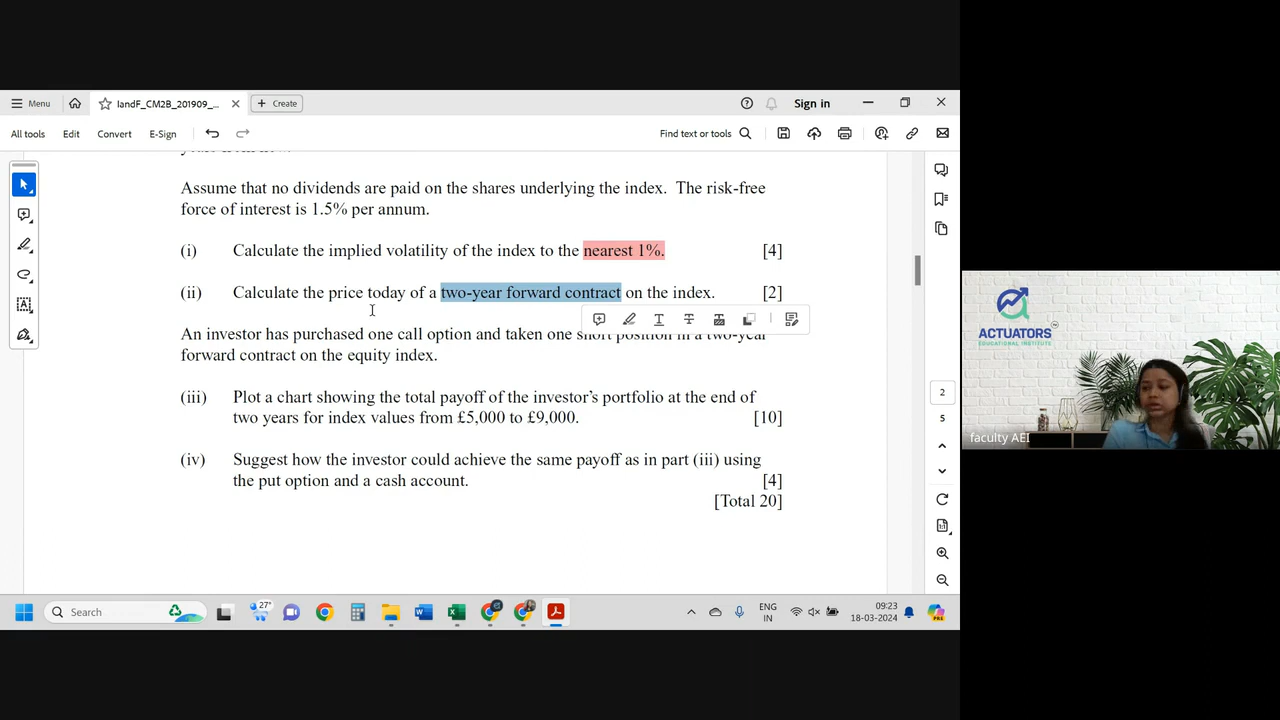 Menu
IandF_CM2B_201909_...
Create
Sign in
All tools
Edit
Convert
E-Sign
Find text or tools
Assume that no dividends are paid on the shares underlying the index. The risk-free
force of interest is 1.5% per annum.
(i) Calculate the implied volatility of the index to the nearest 1%. [4]
(ii) Calculate the price today of a two-year forward contract on the index. [2]
An investor has purchased one call option and taken one short position in a two-year
forward contract on the equity index.
(iii) Plot a chart showing the total payoff of the investor's portfolio at the end of
two years for index values from £5,000 to £9,000. [10]
(iv) Suggest how the investor could achieve the same payoff as in part (iii) using
the put option and a cash account. [4]
[Total 20]
2
5
Search
27°
ENG
IN
09:23
18-03-2024
ACTUATORS
EDUCATIONAL INSTITUTE
faculty AEI